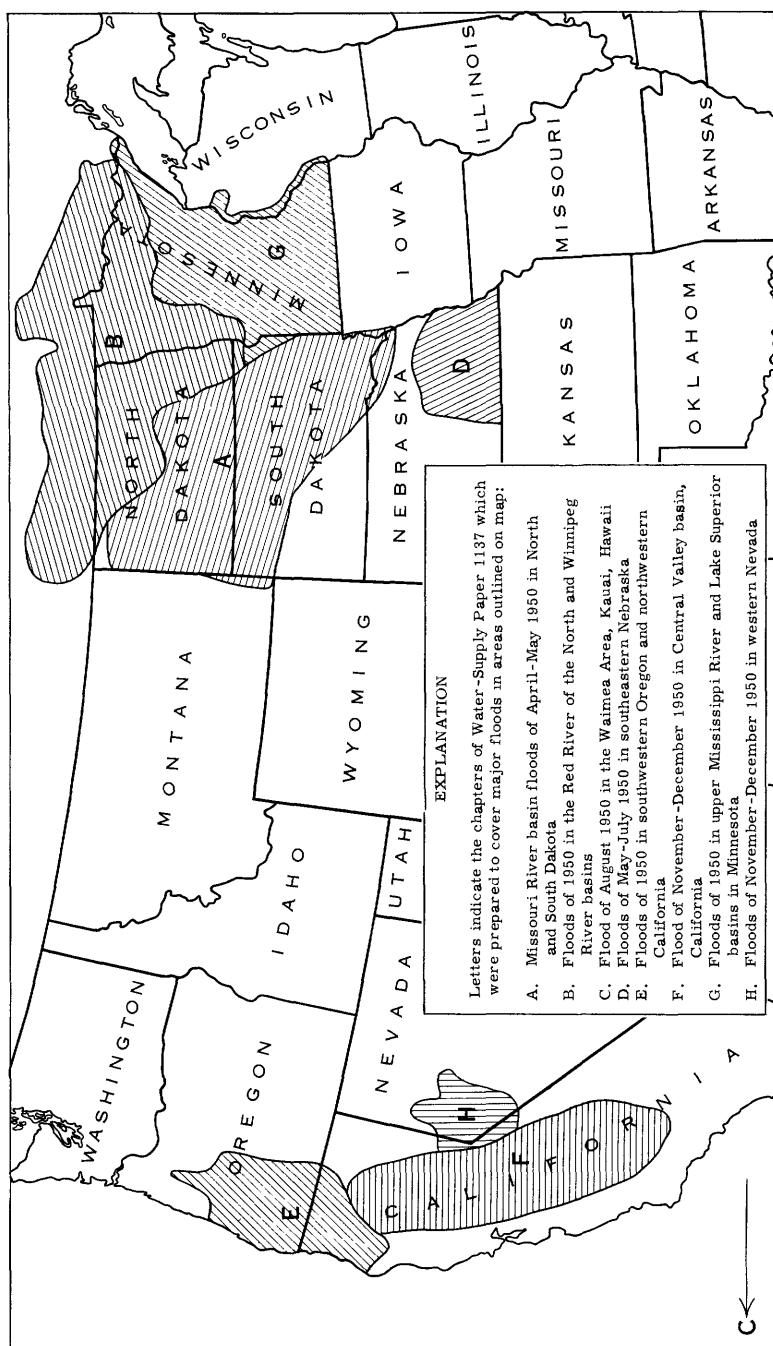 WASHINGTON
OREGON
CALIFORNIA
NEVADA
IDAHO
UTAH
MONTANA
WYOMING
NORTH
DAKOTA
SOUTH
DAKOTA
NEBRASKA
KANSAS
OKLAHOMA
MINNESOTA
IOWA
MISSOURI
ARKANSAS
WISCONSIN
ILLINOIS
A
B
C
D
E
F
G
H
EXPLANATION
Letters indicate the chapters of Water-Supply Paper 1137 which
were prepared to cover major floods in areas outlined on map:
A. Missouri River basin floods of April-May 1950 in North
and South Dakota
B. Floods of 1950 in the Red River of the North and Winnipeg
River basins
C. Flood of August 1950 in the Waimea Area, Kauai, Hawaii
D. Floods of May-July 1950 in southeastern Nebraska
E. Floods of 1950 in southwestern Oregon and northwestern
California
F. Flood of November-December 1950 in Central Valley basin,
California
G. Floods of 1950 in upper Mississippi River and Lake Superior
basins in Minnesota
H. Floods of November-December 1950 in western Nevada